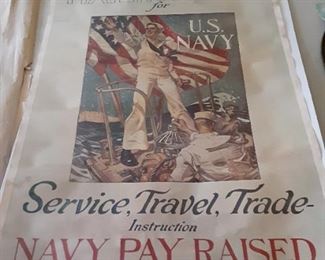 for
U.S.
NAVY
Service, Travel, Trade-
Instruction
NAVY PAY RAISED